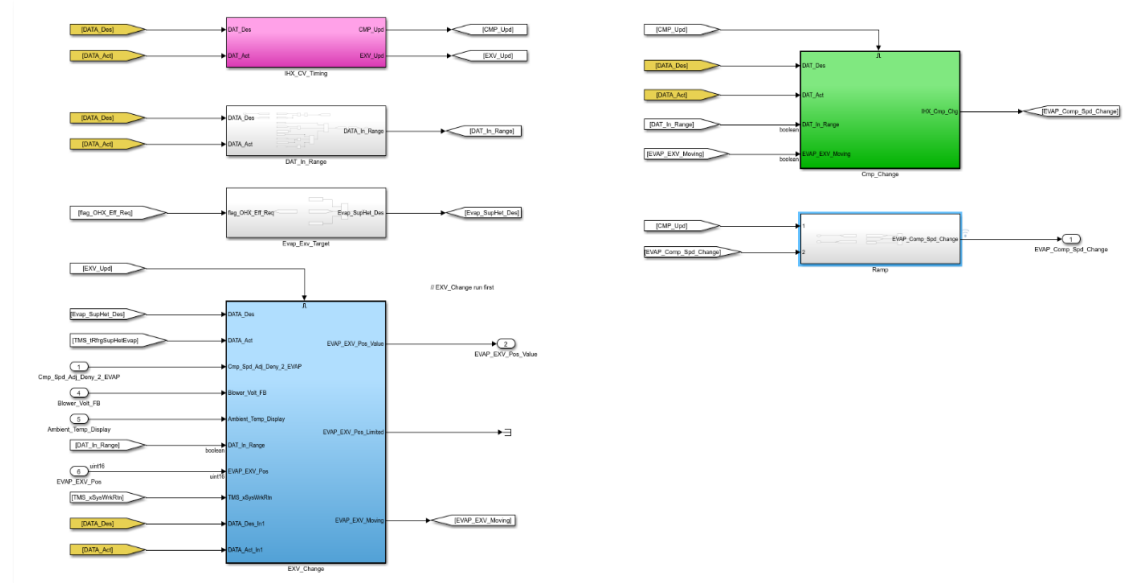 [DATA_Des]
DAT_Des
CMP_Upd
[CMP_Upd]
[DATA_Act]
DAT_Act
EXV_Upd
[EXV_Upd]
IHX_CV_Timing
[DATA_Des]
DATA_Des
DATA_In_Range
[DAT_In_Range]
[DATA_Act]
DATA_Act
DAT_In_Range
[flag_OHX_Eff_Req]
flag_OHX_Eff_Req
Evap_SupHet_Des
[Evap_SupHet_Des]
Evap_Exv_Target
[EXV_Upd]
// EXV_Change run first
[Evap_SupHet_Des]
DATA_Des
[TMS_tRfrgSupHetEvap]
DATA_Act
EVAP_EXV_Pos_Value
2
EVAP_EXV_Pos_Value
1
Cmp_Spd_Adj_Deny_2_EVAP
Cmp_Spd_Adj_Deny_2_EVAP
4
Blower_Volt_FB
Blower_Volt_FB
5
Ambient_Temp_Display
Ambient_Temp_Display
EVAP_EXV_Pos_Limited
[DAT_In_Range]
boolean
DAT_In_Range
6
uint16
EVAP_EXV_Pos
uint16
EVAP_EXV_Pos
[TMS_xSysWrkRtn]
TMS_xSysWrkRtn
[DATA_Des]
DATA_Des_In1
EVAP_EXV_Moving
[EVAP_EXV_Moving]
[DATA_Act]
DATA_Act_In1
EXV_Change
[CMP_Upd]
[DATA_Des]
DAT_Des
[DATA_Act]
DAT_Act
IHX_Cmp_Chg
[EVAP_Comp_Spd_Change]
[DAT_In_Range]
boolean
DAT_In_Range
[EVAP_EXV_Moving]
boolean
EVAP_EXV_Moving
Cmp_Change
[CMP_Upd]
1
EVAP_Comp_Spd_Change
1
EVAP_Comp_Spd_Change
[EVAP_Comp_Spd_Change]
2
Ramp